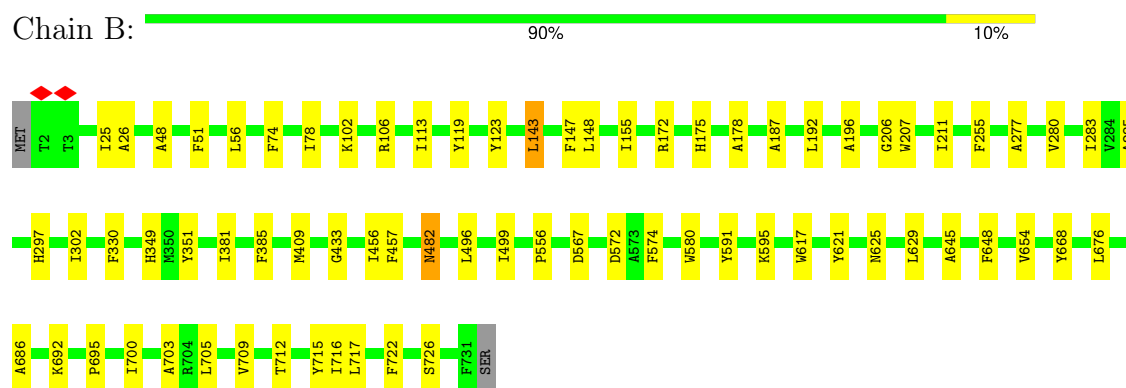 Chain B:
90% 10%
MET T2 T3 I25 A26 A48 F51 L56 F74 I78 K102 R106 I113 Y119 Y123 L143 F147 L148 I155 R172 H175 A178 A187 L192 A196 G206 W207 I211 F255 A277 V280 I283 V284
H297 I302 F330 H349 M350 Y351 I381 F385 M409 G433 I456 F457 N482 L496 I499 P556 D567 D572 A573 F574 W580 Y591 K595 W617 Y621 N625 L629 A645 F648 V654 Y668 L676
A686 K692 P695 I700 A703 R704 L705 V709 T712 Y715 I716 L717 F722 S726 F731 SER